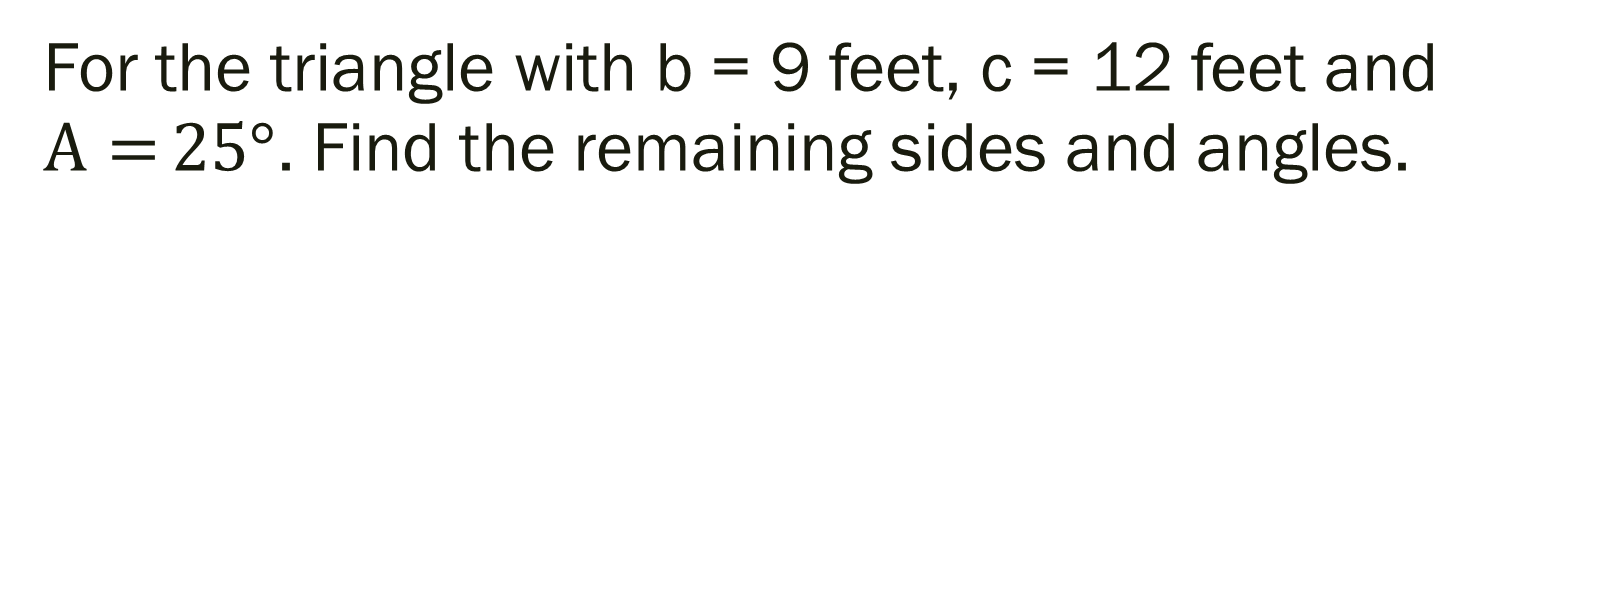 For the triangle with b = 9 feet, c = 12 feet and
A = 25°. Find the remaining sides and angles.